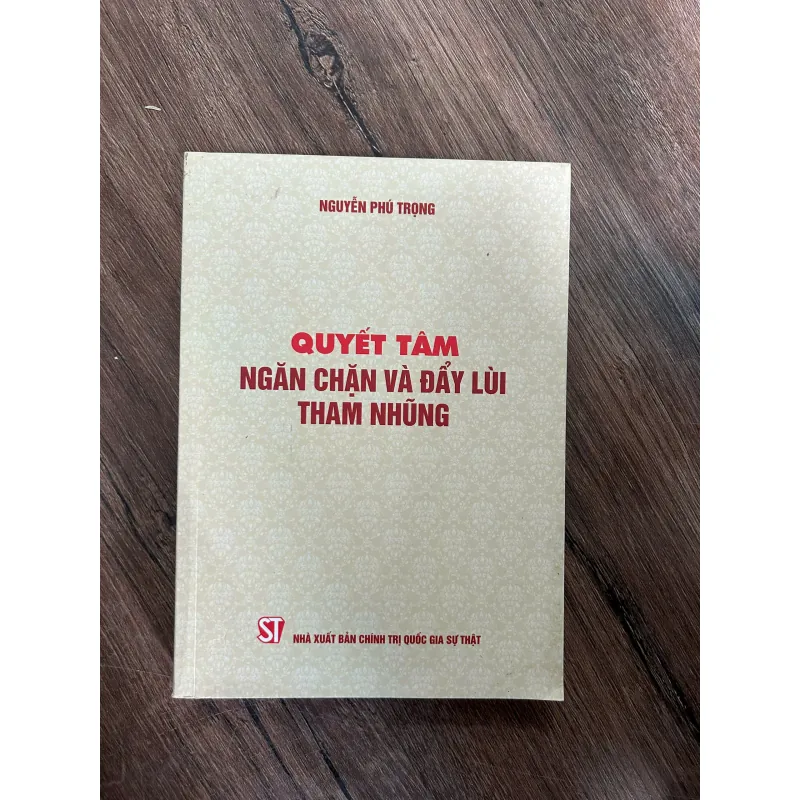 NGUYỄN PHÚ TRỌNG
QUYẾT TÂM
NGĂN CHẶN VÀ ĐẨY LÙI
THAM NHŨNG
ST NHÀ XUẤT BẢN CHÍNH TRỊ QUỐC GIA SỰ THẬT